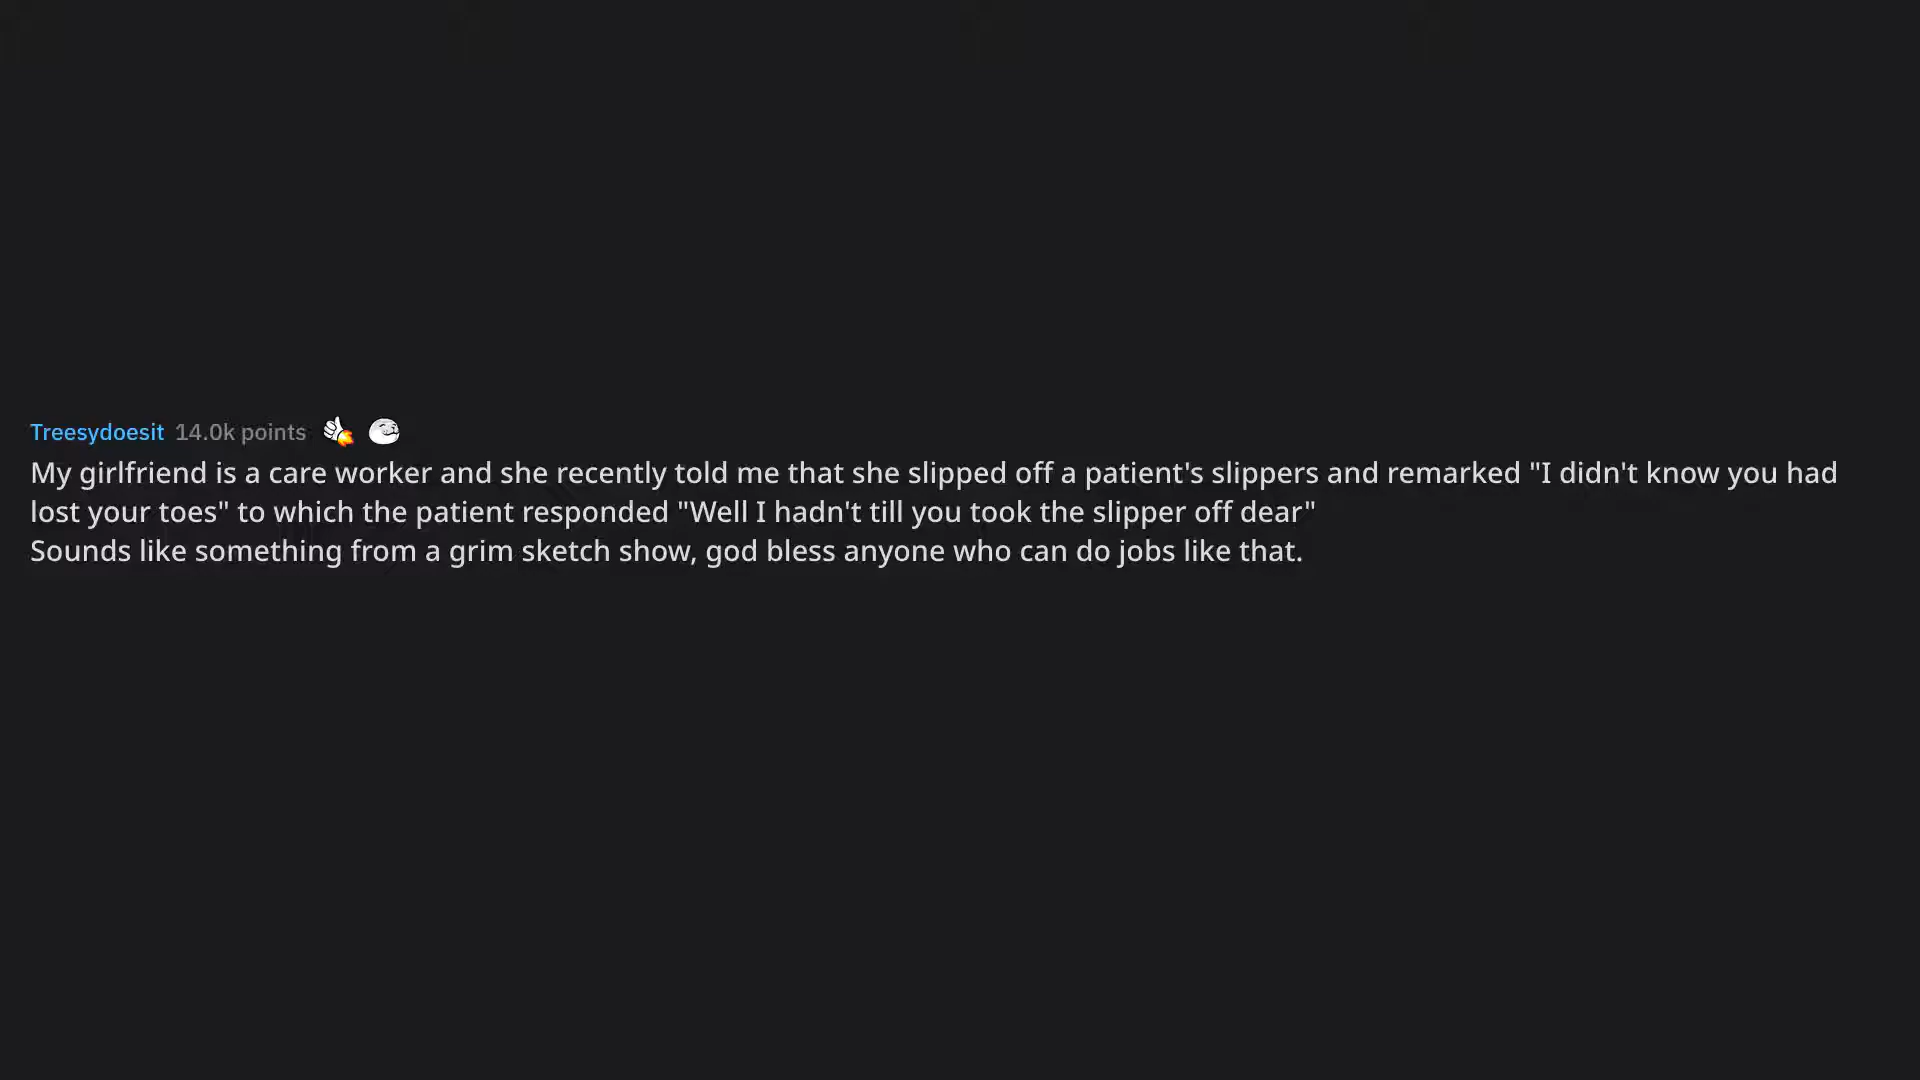 Treesydoesit 14.0k points
My girlfriend is a care worker and she recently told me that she slipped off a patient's slippers and remarked "I didn't know you had
lost your toes" to which the patient responded "Well I hadn't till you took the slipper off dear"
Sounds like something from a grim sketch show, god bless anyone who can do jobs like that.